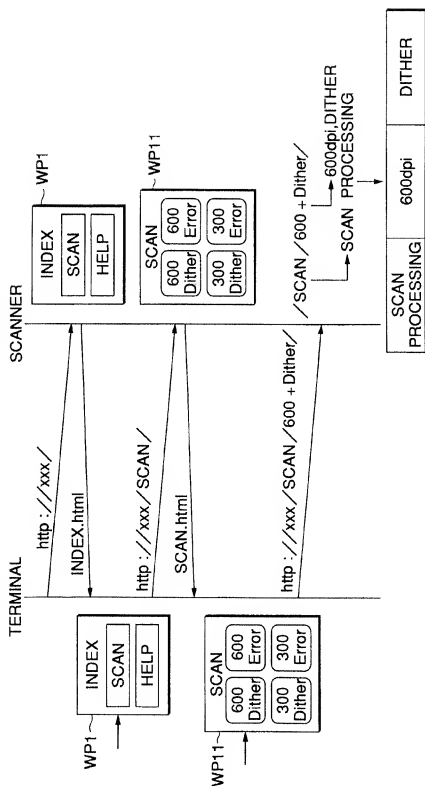 TERMINAL
SCANNER
WP1
INDEX
SCAN
HELP
http : //xxx/
INDEX.html
WP1
INDEX
SCAN
HELP
http : //xxx/SCAN/
SCAN.html
WP11
SCAN
600
Dither
600
Error
300
Dither
300
Error
WP11
SCAN
600
Dither
600
Error
300
Dither
300
Error
http : //xxx/SCAN/600 + Dither/
/SCAN/600 + Dither/
600dpi, DITHER
SCAN PROCESSING
SCAN
PROCESSING
600dpi
DITHER